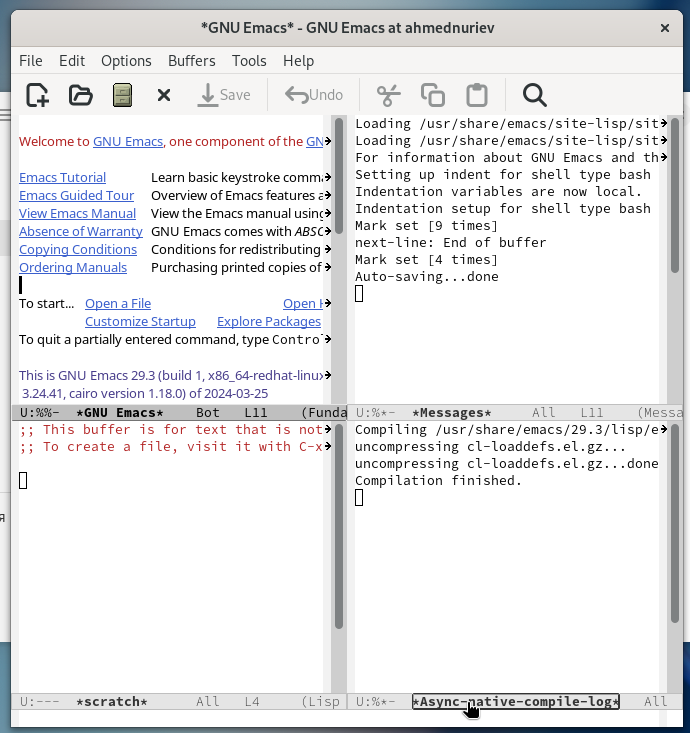 *GNU Emacs* - GNU Emacs at ahmednuriev
File Edit Options Buffers Tools Help
Save Undo
Welcome to GNU Emacs, one component of the GN
Emacs Tutorial Learn basic keystroke comma
Emacs Guided Tour Overview of Emacs features a
View Emacs Manual View the Emacs manual using
Absence of Warranty GNU Emacs comes with ABSC
Copying Conditions Conditions for redistributing
Ordering Manuals Purchasing printed copies of
To start... Open a File Open H
Customize Startup Explore Packages
To quit a partially entered command, type Contro
This is GNU Emacs 29.3 (build 1, x86_64-redhat-linux
3.24.41, cairo version 1.18.0) of 2024-03-25
U:%%- *GNU Emacs* Bot L11 (Funda
Loading /usr/share/emacs/site-lisp/sit
Loading /usr/share/emacs/site-lisp/sit
For information about GNU Emacs and th
Setting up indent for shell type bash
Indentation variables are now local.
Indentation setup for shell type bash
Mark set [9 times]
next-line: End of buffer
Mark set [4 times]
Auto-saving...done
U:%*- *Messages* All L11 (Messa
;; This buffer is for text that is not
;; To create a file, visit it with C-x
U:--- *scratch* All L4 (Lisp
Compiling /usr/share/emacs/29.3/lisp/e
uncompressing cl-loaddefs.el.gz...
uncompressing cl-loaddefs.el.gz...done
Compilation finished.
U:%*- *Async-native-compile-log* All
я